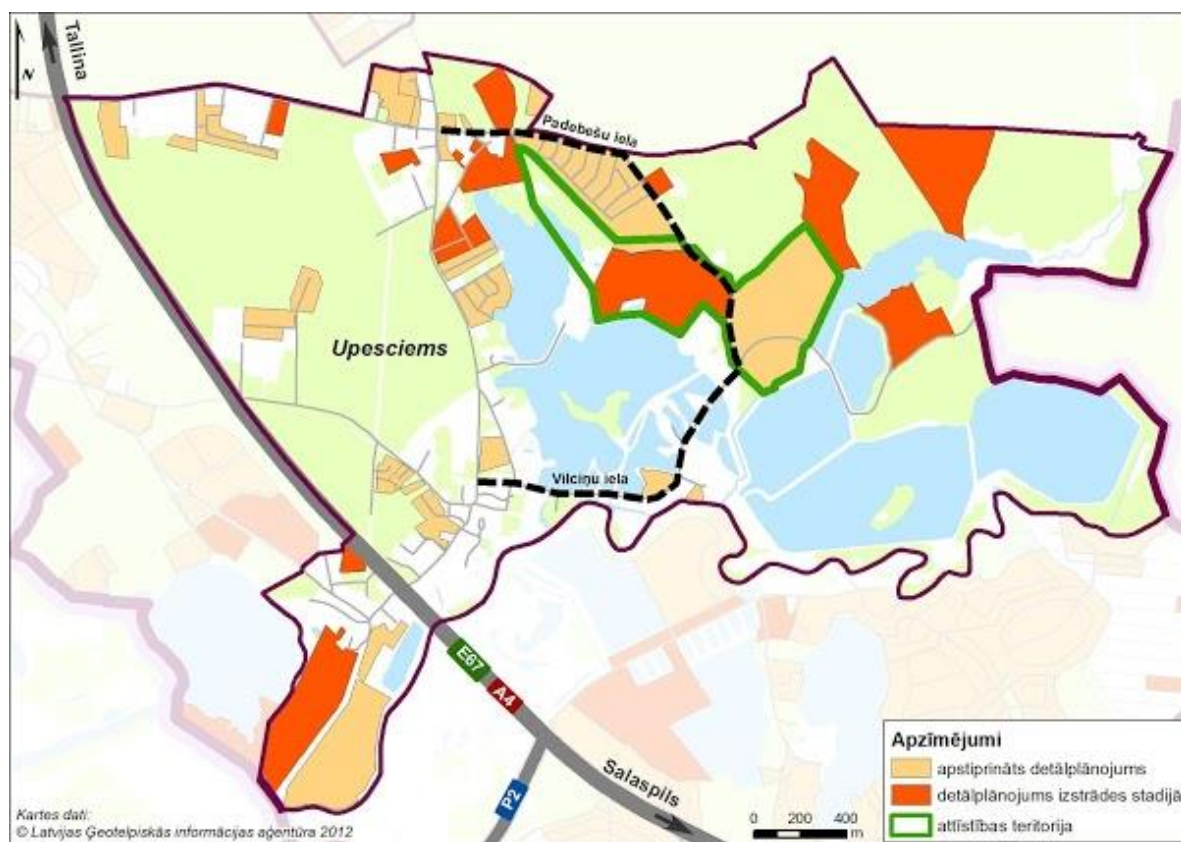 Tallina
N
Padebešu iela
Upesciems
Vilciņu iela
E67
A4
P2
Salaspils
Apzīmējumi
apstiprināts detālplānojums
detālplānojums izstrādes stadijā
attīstības teritorija
0 200 400
m
Kartes dati:
© Latvijas Ģeotelpiskās informācijas aģentūra 2012